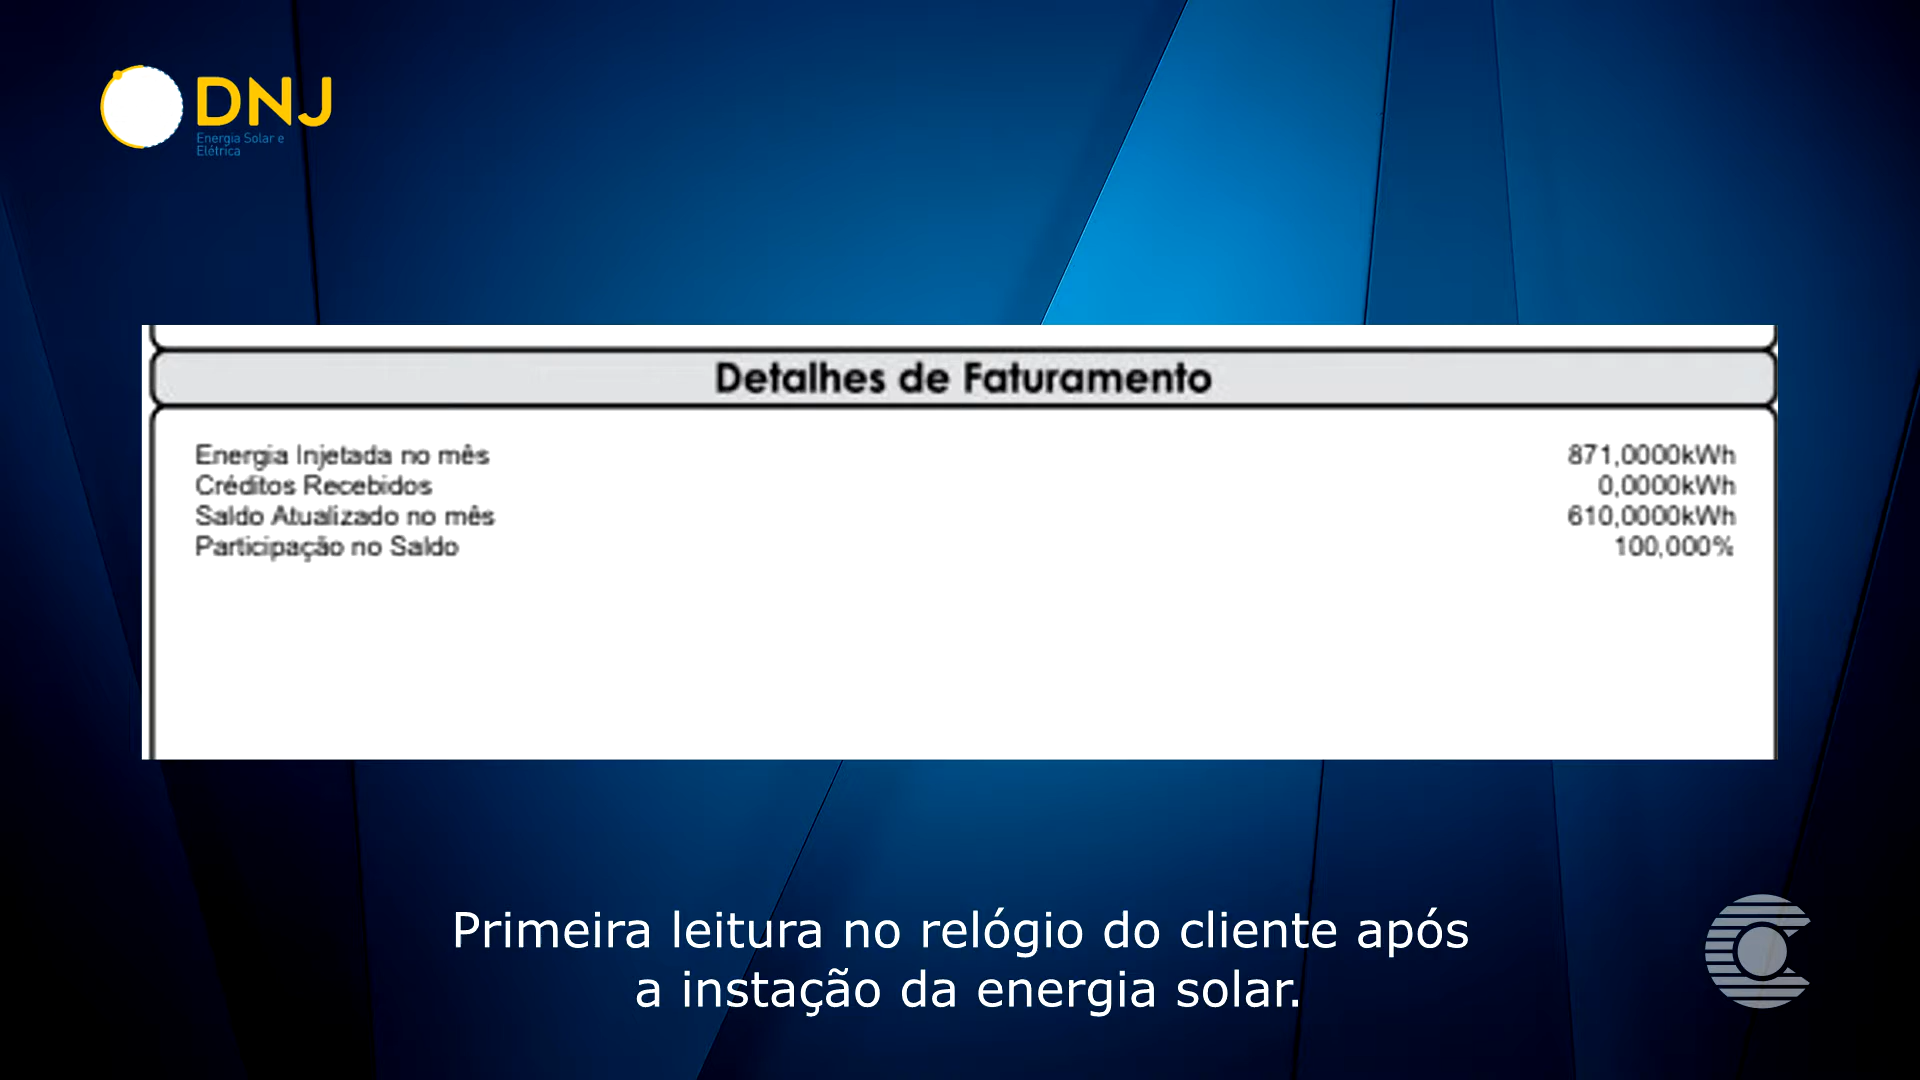 DNJ
Energia Solar e
Elétrica
Detalhes de Faturamento
Energia Injetada no mês 871,0000kWh
Créditos Recebidos 0,0000kWh
Saldo Atualizado no mês 610,0000kWh
Participação no Saldo 100,000%
Primeira leitura no relógio do cliente após
a instação da energia solar.